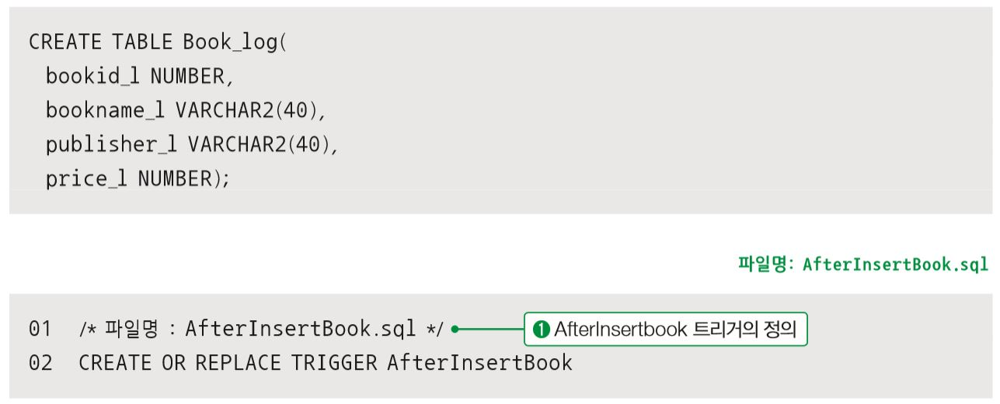 CREATE TABLE Book_log(
bookid_l NUMBER,
bookname_l VARCHAR2(40),
publisher_l VARCHAR2(40),
price_l NUMBER);
파일명: AfterInsertBook.sql
01 /* 파일명 : AfterInsertBook.sql */ ❶ AfterInsertbook 트리거의 정의
02 CREATE OR REPLACE TRIGGER AfterInsertBook